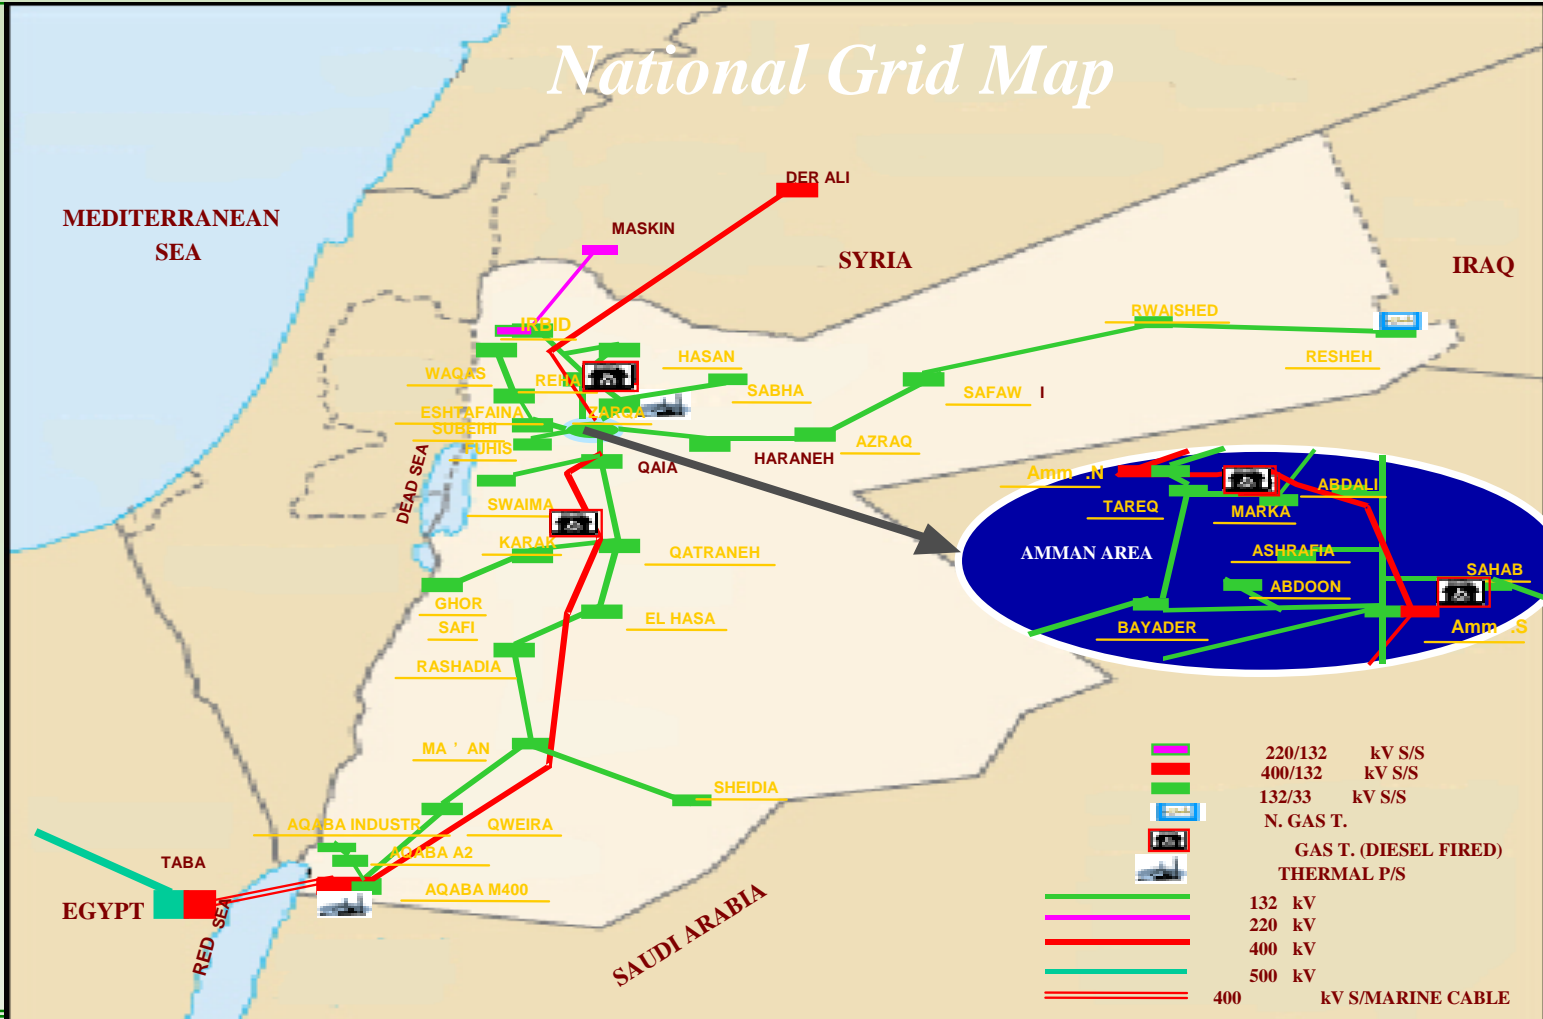 National Grid Map
DER ALI
MEDITERRANEAN
SEA
MASKIN
SYRIA
IRAQ
RWAISHED
IRBID
RESHEH
HASAN
WAQAS
REHA
SABHA
SAFAW I
ESHTAFAINA
ZARQA
SUBEIHI
FUHIS
AZRAQ
HARANEH
QAIA
DEAD SEA
Amm .N
ABDALI
SWAIMA
TAREQ
MARKA
KARAK
QATRANEH
AMMAN AREA
ASHRAFIA
SAHAB
ABDOON
GHOR
SAFI
EL HASA
BAYADER
Amm .S
RASHADIA
MA ' AN
SHEIDIA
AQABA INDUSTR
QWEIRA
AQABA A2
TABA
AQABA M400
EGYPT
RED SEA
SAUDI ARABIA
220/132 kV S/S
400/132 kV S/S
132/33 kV S/S
N. GAS T.
GAS T. (DIESEL FIRED)
THERMAL P/S
132 kV
220 kV
400 kV
500 kV
400 kV S/MARINE CABLE